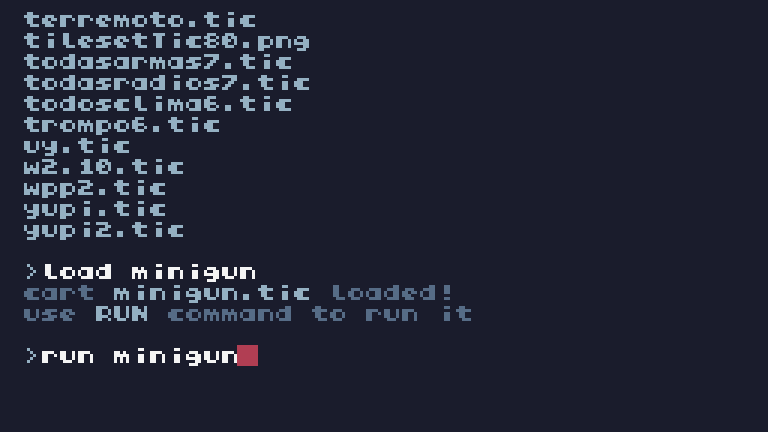 terremoto.tic
tilesetTic80.png
todasarmas7.tic
todasradios7.tic
todosclima6.tic
trompo6.tic
uy.tic
w2.10.tic
wpp2.tic
yupi.tic
yupi2.tic
>load minigun
cart minigun.tic loaded!
use RUN command to run it
>run minigun